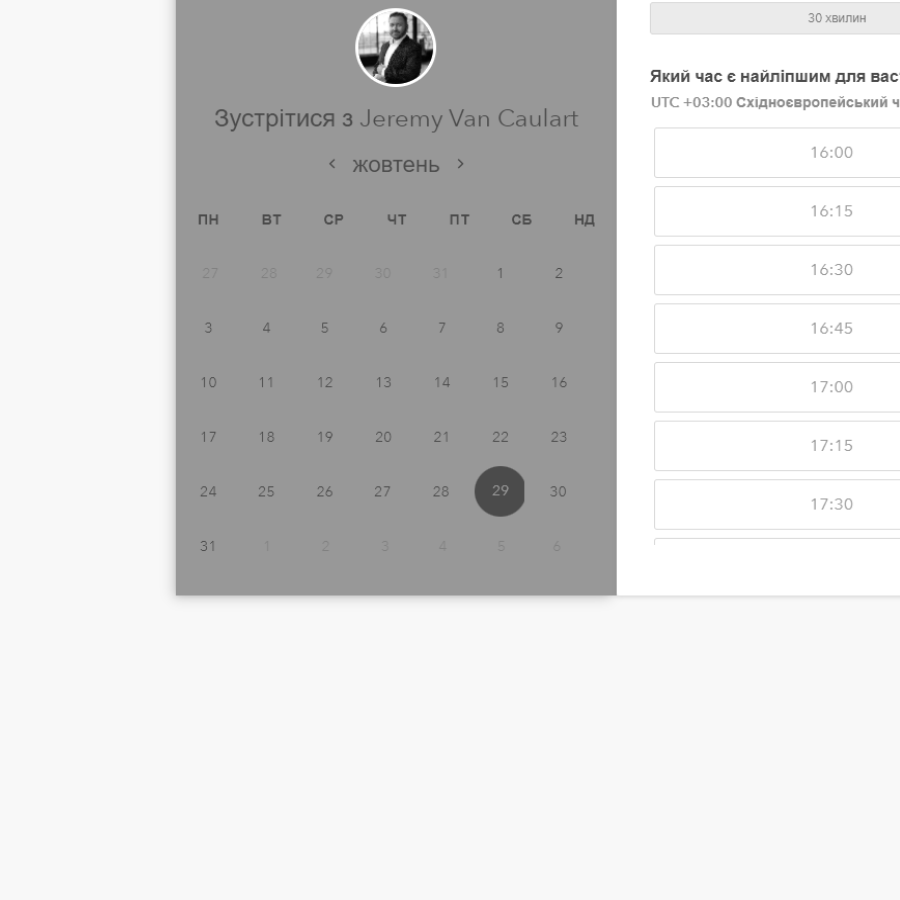 Зустрітися з Jeremy Van Caulart
жовтень
ПН ВТ СР ЧТ ПТ СБ НД
27 28 29 30 31 1 2
3 4 5 6 7 8 9
10 11 12 13 14 15 16
17 18 19 20 21 22 23
24 25 26 27 28 29 30
31 1 2 3 4 5 6
30 хвилин
Який час є найліпшим для вас?
UTC +03:00 Східноєвропейський ч
16:00
16:15
16:30
16:45
17:00
17:15
17:30